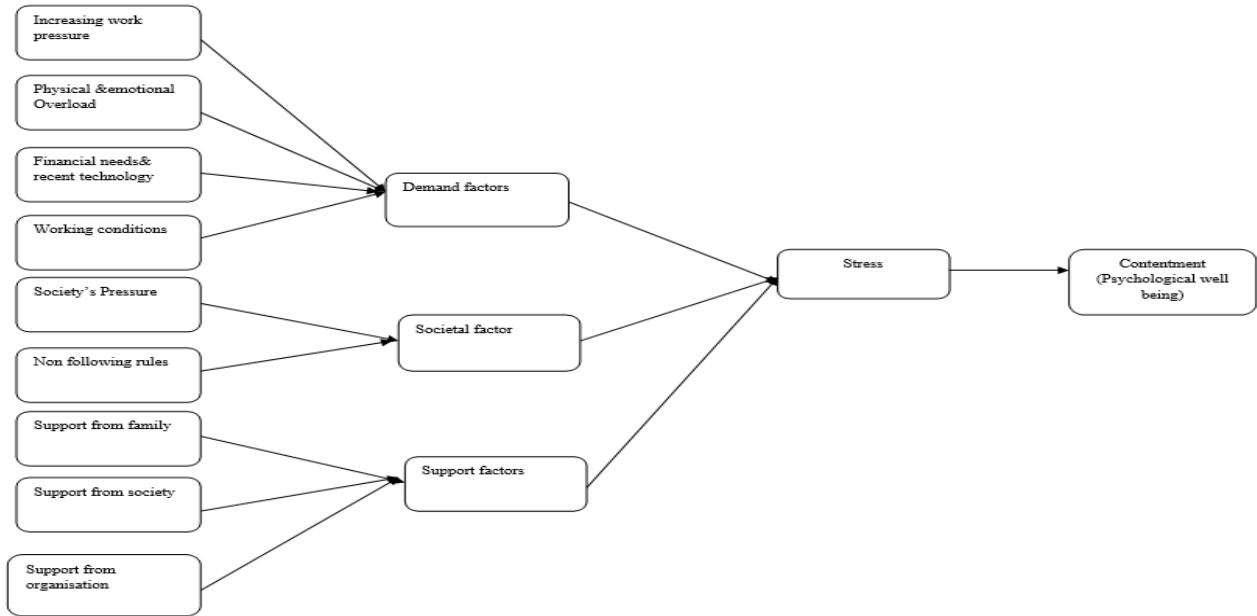 Increasing work
pressure
Physical &emotional
Overload
Financial needs&
recent technology
Working conditions
Society's Pressure
Non following rules
Support from family
Support from society
Support from
organisation
Demand factors
Societal factor
Support factors
Stress
Contentment
(Psychological well
being)